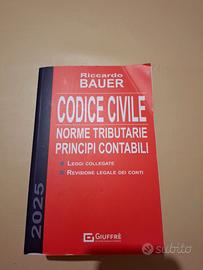 Riccardo
BAUER
CODICE CIVILE
NORME TRIBUTARIE
PRINCIPI CONTABILI
LEGGI COLLEGATE
REVISIONE LEGALE DEI CONTI
2025
GIUFFRÈ
subito